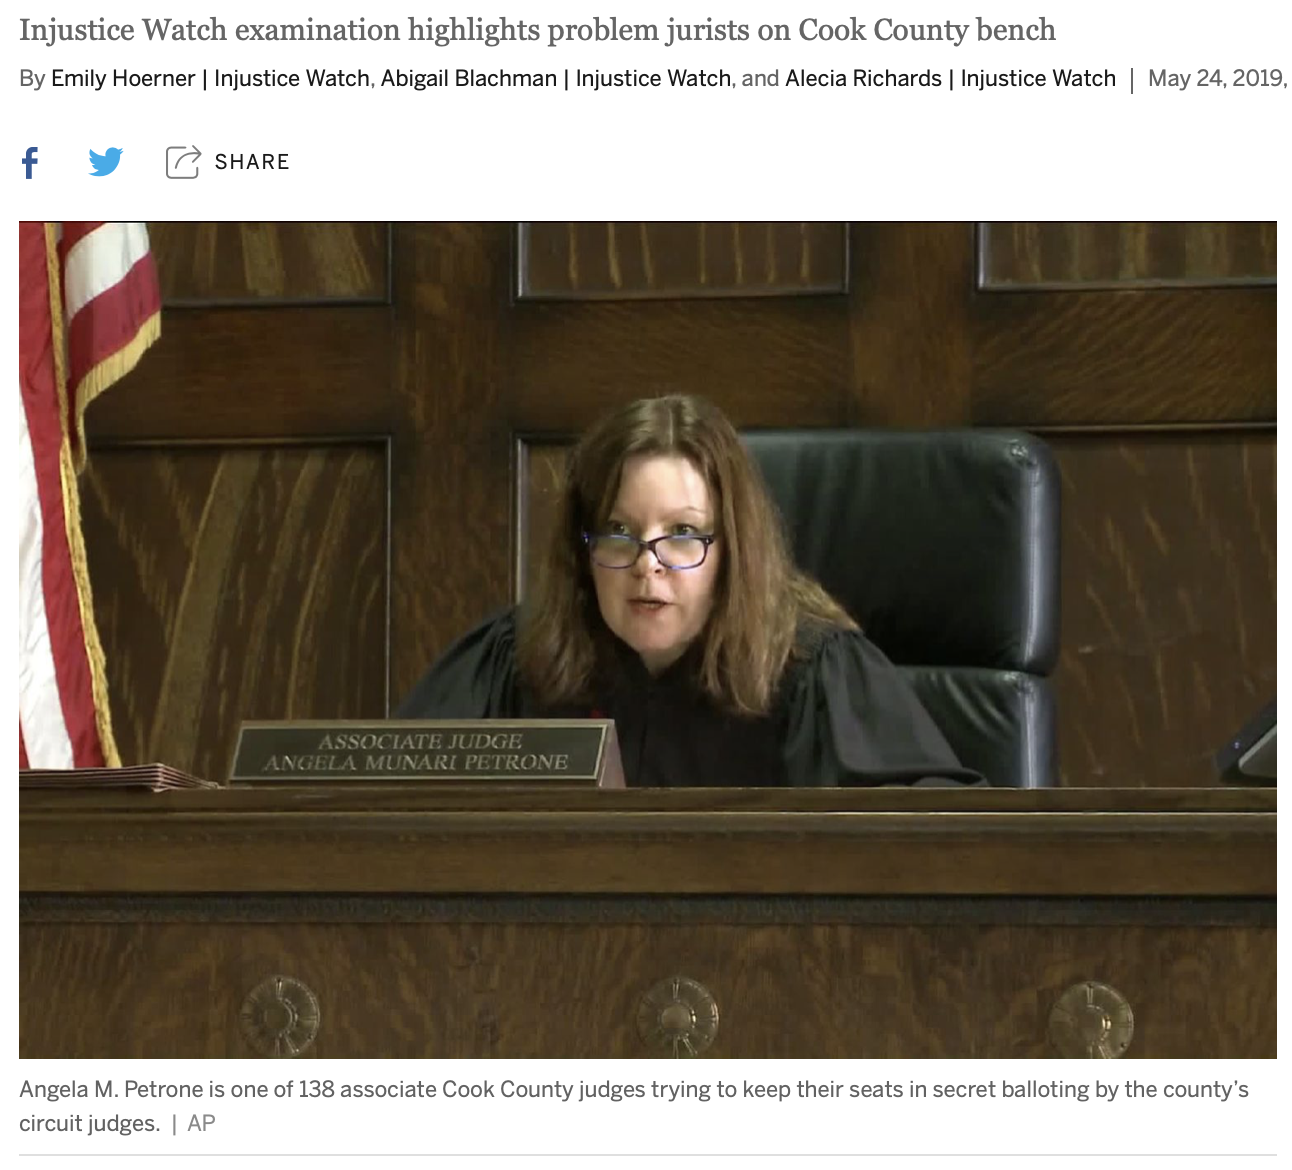 Injustice Watch examination highlights problem jurists on Cook County bench
By Emily Hoerner | Injustice Watch, Abigail Blachman | Injustice Watch, and Alecia Richards | Injustice Watch | May 24, 2019,
SHARE
ASSOCIATE JUDGE
ANGELA MUNARI PETRONE
Angela M. Petrone is one of 138 associate Cook County judges trying to keep their seats in secret balloting by the county’s
circuit judges. | AP